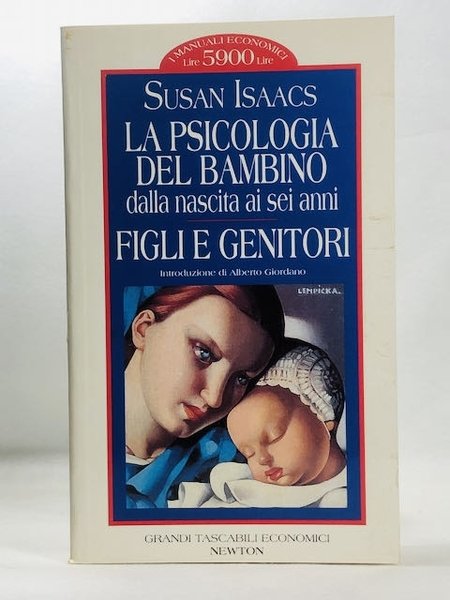 I MANUALI ECONOMICI
Lire 5900 Lire
SUSAN ISAACS
LA PSICOLOGIA
DEL BAMBINO
dalla nascita ai sei anni
FIGLI E GENITORI
Introduzione di Alberto Giordano
LEMPICKA.
GRANDI TASCABILI ECONOMICI
NEWTON